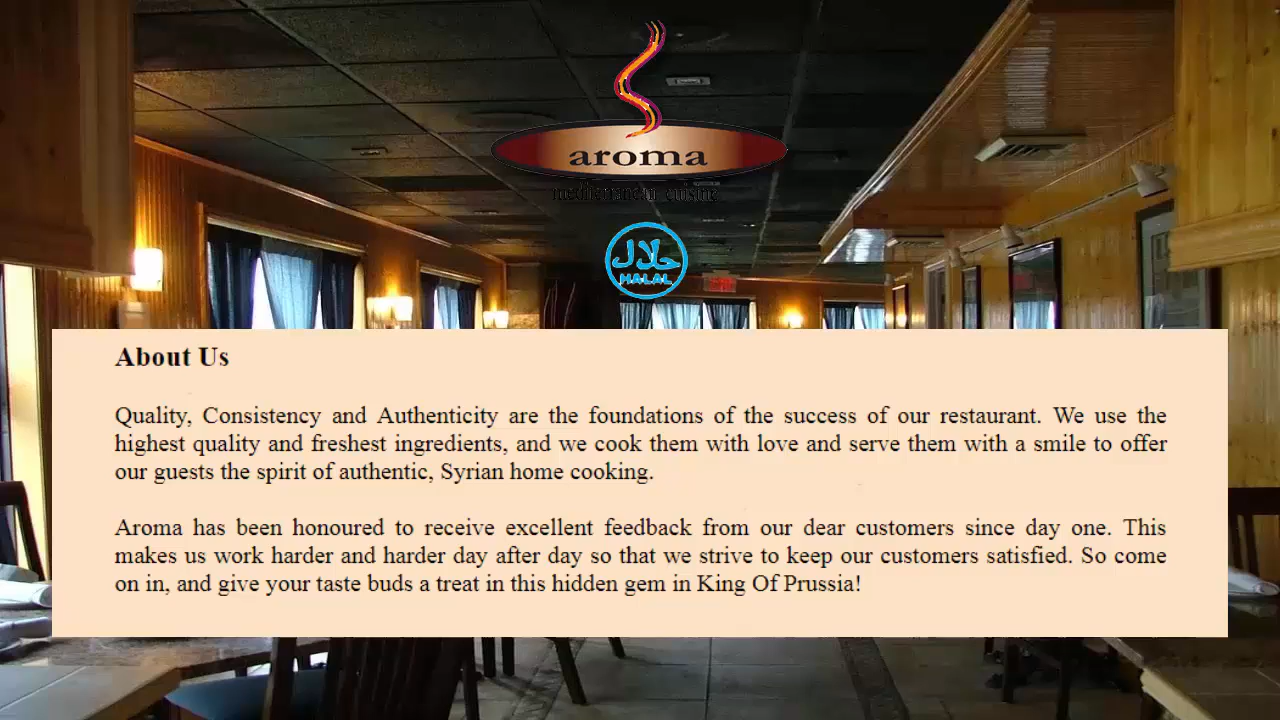 aroma
mediterranean cuisine
حلال
HALAL
About Us
Quality, Consistency and Authenticity are the foundations of the success of our restaurant. We use the
highest quality and freshest ingredients, and we cook them with love and serve them with a smile to offer
our guests the spirit of authentic, Syrian home cooking.
Aroma has been honoured to receive excellent feedback from our dear customers since day one. This
makes us work harder and harder day after day so that we strive to keep our customers satisfied. So come
on in, and give your taste buds a treat in this hidden gem in King Of Prussia!